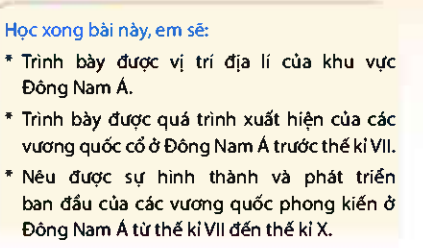 Học xong bài này, em sẽ:
* Trình bày được vị trí địa lí của khu vực
Đông Nam Á.
* Trình bày được quá trình xuất hiện của các
vương quốc cổ ở Đông Nam Á trước thế kỉ VII.
* Nêu được sự hình thành và phát triển
ban đầu của các vương quốc phong kiến ở
Đông Nam Á từ thế kỉ VII đến thế kỉ X.